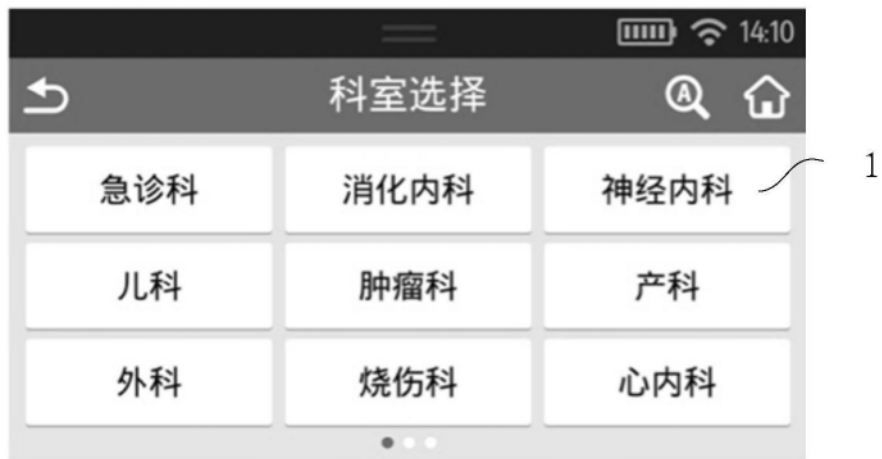 14:10
科室选择
A
急诊科 消化内科 神经内科 1
儿科 肿瘤科 产科
外科 烧伤科 心内科